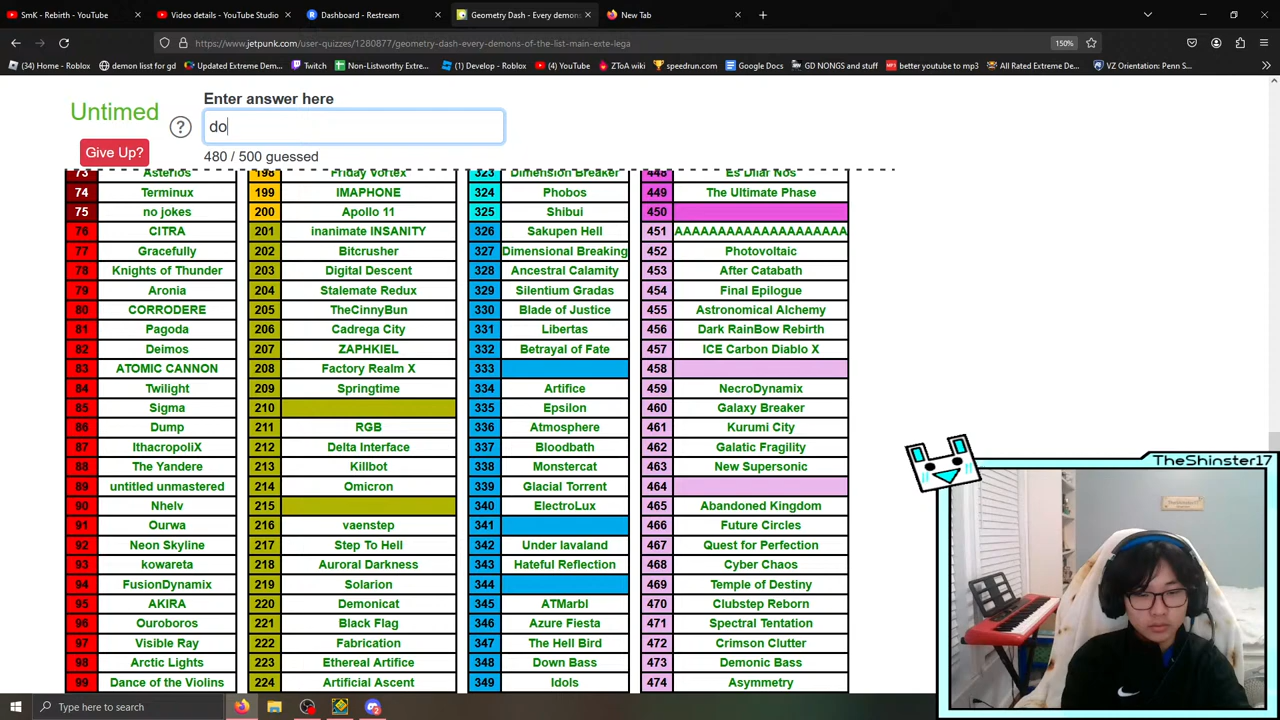 SmK - Rebirth - YouTube
Video details - YouTube Studio
Dashboard - Restream
Geometry Dash - Every demons
New Tab
https://www.jetpunk.com/user-quizzes/1280877/geometry-dash-every-demons-of-the-list-main-exte-lega
150%
(34) Home - Roblox
demon lisst for gd
Updated Extreme Dem...
Twitch
Non-Listworthy Extre...
(1) Develop - Roblox
(4) YouTube
ZToA wiki
speedrun.com
Google Docs
GD NONGS and stuff
better youtube to mp3
All Rated Extreme De...
VZ Orientation: Penn S...
Untimed
Enter answer here
do
Give Up?
?
480 / 500 guessed
73 Asterios 198 Friday Vortex 323 Dimension Breaker 448 Es Dilar Nos
74 Terminux 199 IMAPHONE 324 Phobos 449 The Ultimate Phase
75 no jokes 200 Apollo 11 325 Shibui 450
76 CITRA 201 inanimate INSANITY 326 Sakupen Hell 451 AAAAAAAAAAAAAAAAAAAA
77 Gracefully 202 Bitcrusher 327 Dimensional Breaking 452 Photovoltaic
78 Knights of Thunder 203 Digital Descent 328 Ancestral Calamity 453 After Catabath
79 Aronia 204 Stalemate Redux 329 Silentium Gradas 454 Final Epilogue
80 CORRODERE 205 TheCinnyBun 330 Blade of Justice 455 Astronomical Alchemy
81 Pagoda 206 Cadrega City 331 Libertas 456 Dark RainBow Rebirth
82 Deimos 207 ZAPHKIEL 332 Betrayal of Fate 457 ICE Carbon Diablo X
83 ATOMIC CANNON 208 Factory Realm X 333 458
84 Twilight 209 Springtime 334 Artifice 459 NecroDynamix
85 Sigma 210 335 Epsilon 460 Galaxy Breaker
86 Dump 211 RGB 336 Atmosphere 461 Kurumi City
87 IthacropoliX 212 Delta Interface 337 Bloodbath 462 Galatic Fragility
88 The Yandere 213 Killbot 338 Monstercat 463 New Supersonic
89 untitled unmastered 214 Omicron 339 Glacial Torrent 464
90 Nhelv 215 340 ElectroLux 465 Abandoned Kingdom
91 Ourwa 216 vaenstep 341 466 Future Circles
92 Neon Skyline 217 Step To Hell 342 Under lavaland 467 Quest for Perfection
93 kowareta 218 Auroral Darkness 343 Hateful Reflection 468 Cyber Chaos
94 FusionDynamix 219 Solarion 344 469 Temple of Destiny
95 AKIRA 220 Demonicat 345 ATMarbl 470 Clubstep Reborn
96 Ouroboros 221 Black Flag 346 Azure Fiesta 471 Spectral Tentation
97 Visible Ray 222 Fabrication 347 The Hell Bird 472 Crimson Clutter
98 Arctic Lights 223 Ethereal Artifice 348 Down Bass 473 Demonic Bass
99 Dance of the Violins 224 Artificial Ascent 349 Idols 474 Asymmetry
TheShinster17
Type here to search